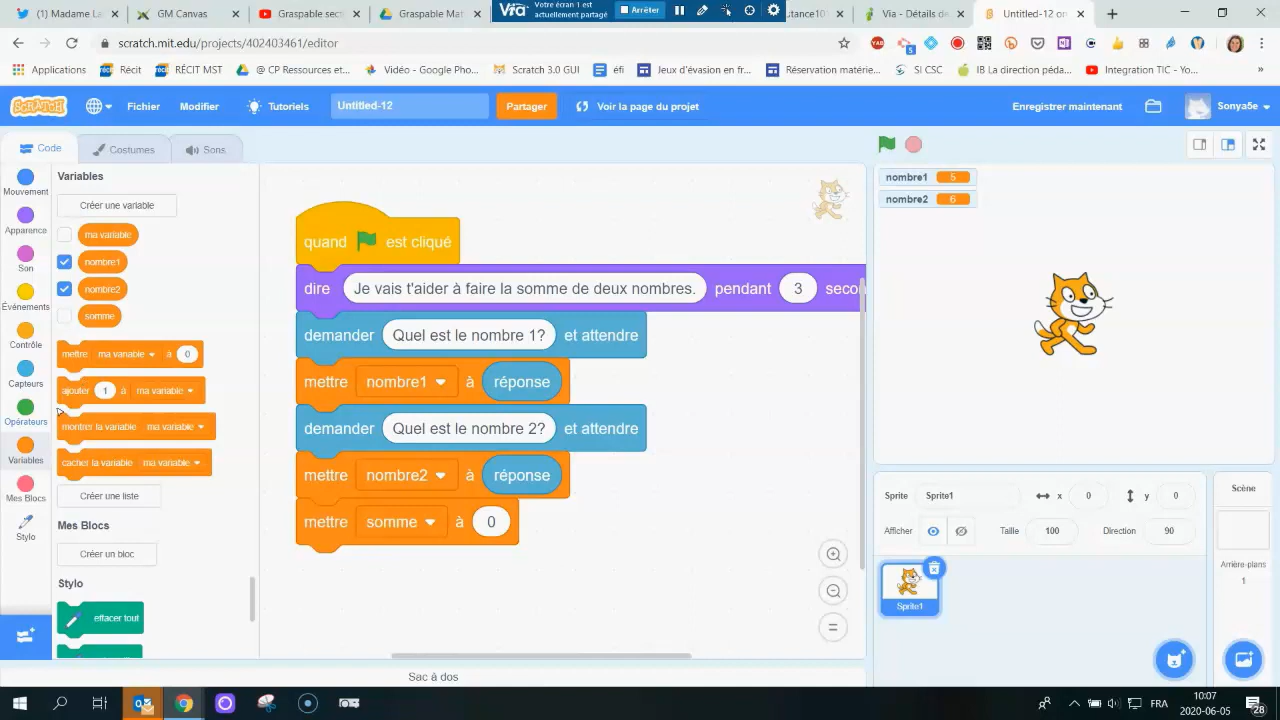 GM Canvas
Graspable sect
Graspable Mat
Via
Votre écran 1 est
actuellement partagé
Arrêter
Via - Détails de
Untitled-12 on
scratch.mit.edu/projects/402403461/editor
Applications
Récit
RÉCIT MST
@ CP Ressources et...
Vidéo - Google Pho...
Scratch 3.0 GUI
éfi
Jeux d'évasion en fr...
Réservation matérie...
SI CSC
IB La direction péda...
Integration TIC - Yo...
»
SCRATCH
Fichier
Modifier
Tutoriels
Untitled-12
Partager
Voir la page du projet
Enregistrer maintenant
Sonya5e
Code
Costumes
Sons
Mouvement
Apparence
Son
Événements
Contrôle
Capteurs
Opérateurs
Variables
Mes Blocs
Stylo
Variables
Créer une variable
ma variable
nombre1
nombre2
somme
mettre ma variable à 0
ajouter 1 à ma variable
montrer la variable ma variable
cacher la variable ma variable
Créer une liste
Mes Blocs
Créer un bloc
Stylo
effacer tout
quand est cliqué
dire Je vais t'aider à faire la somme de deux nombres. pendant 3 secon
demander Quel est le nombre 1? et attendre
mettre nombre1 à réponse
demander Quel est le nombre 2? et attendre
mettre nombre2 à réponse
mettre somme à 0
Sac à dos
nombre1 5
nombre2 6
Sprite Sprite1 x 0 y 0
Afficher Taille 100 Direction 90
Sprite1
Scène
Arrière-plans
1
FRA
10:07
2020-06-05
28